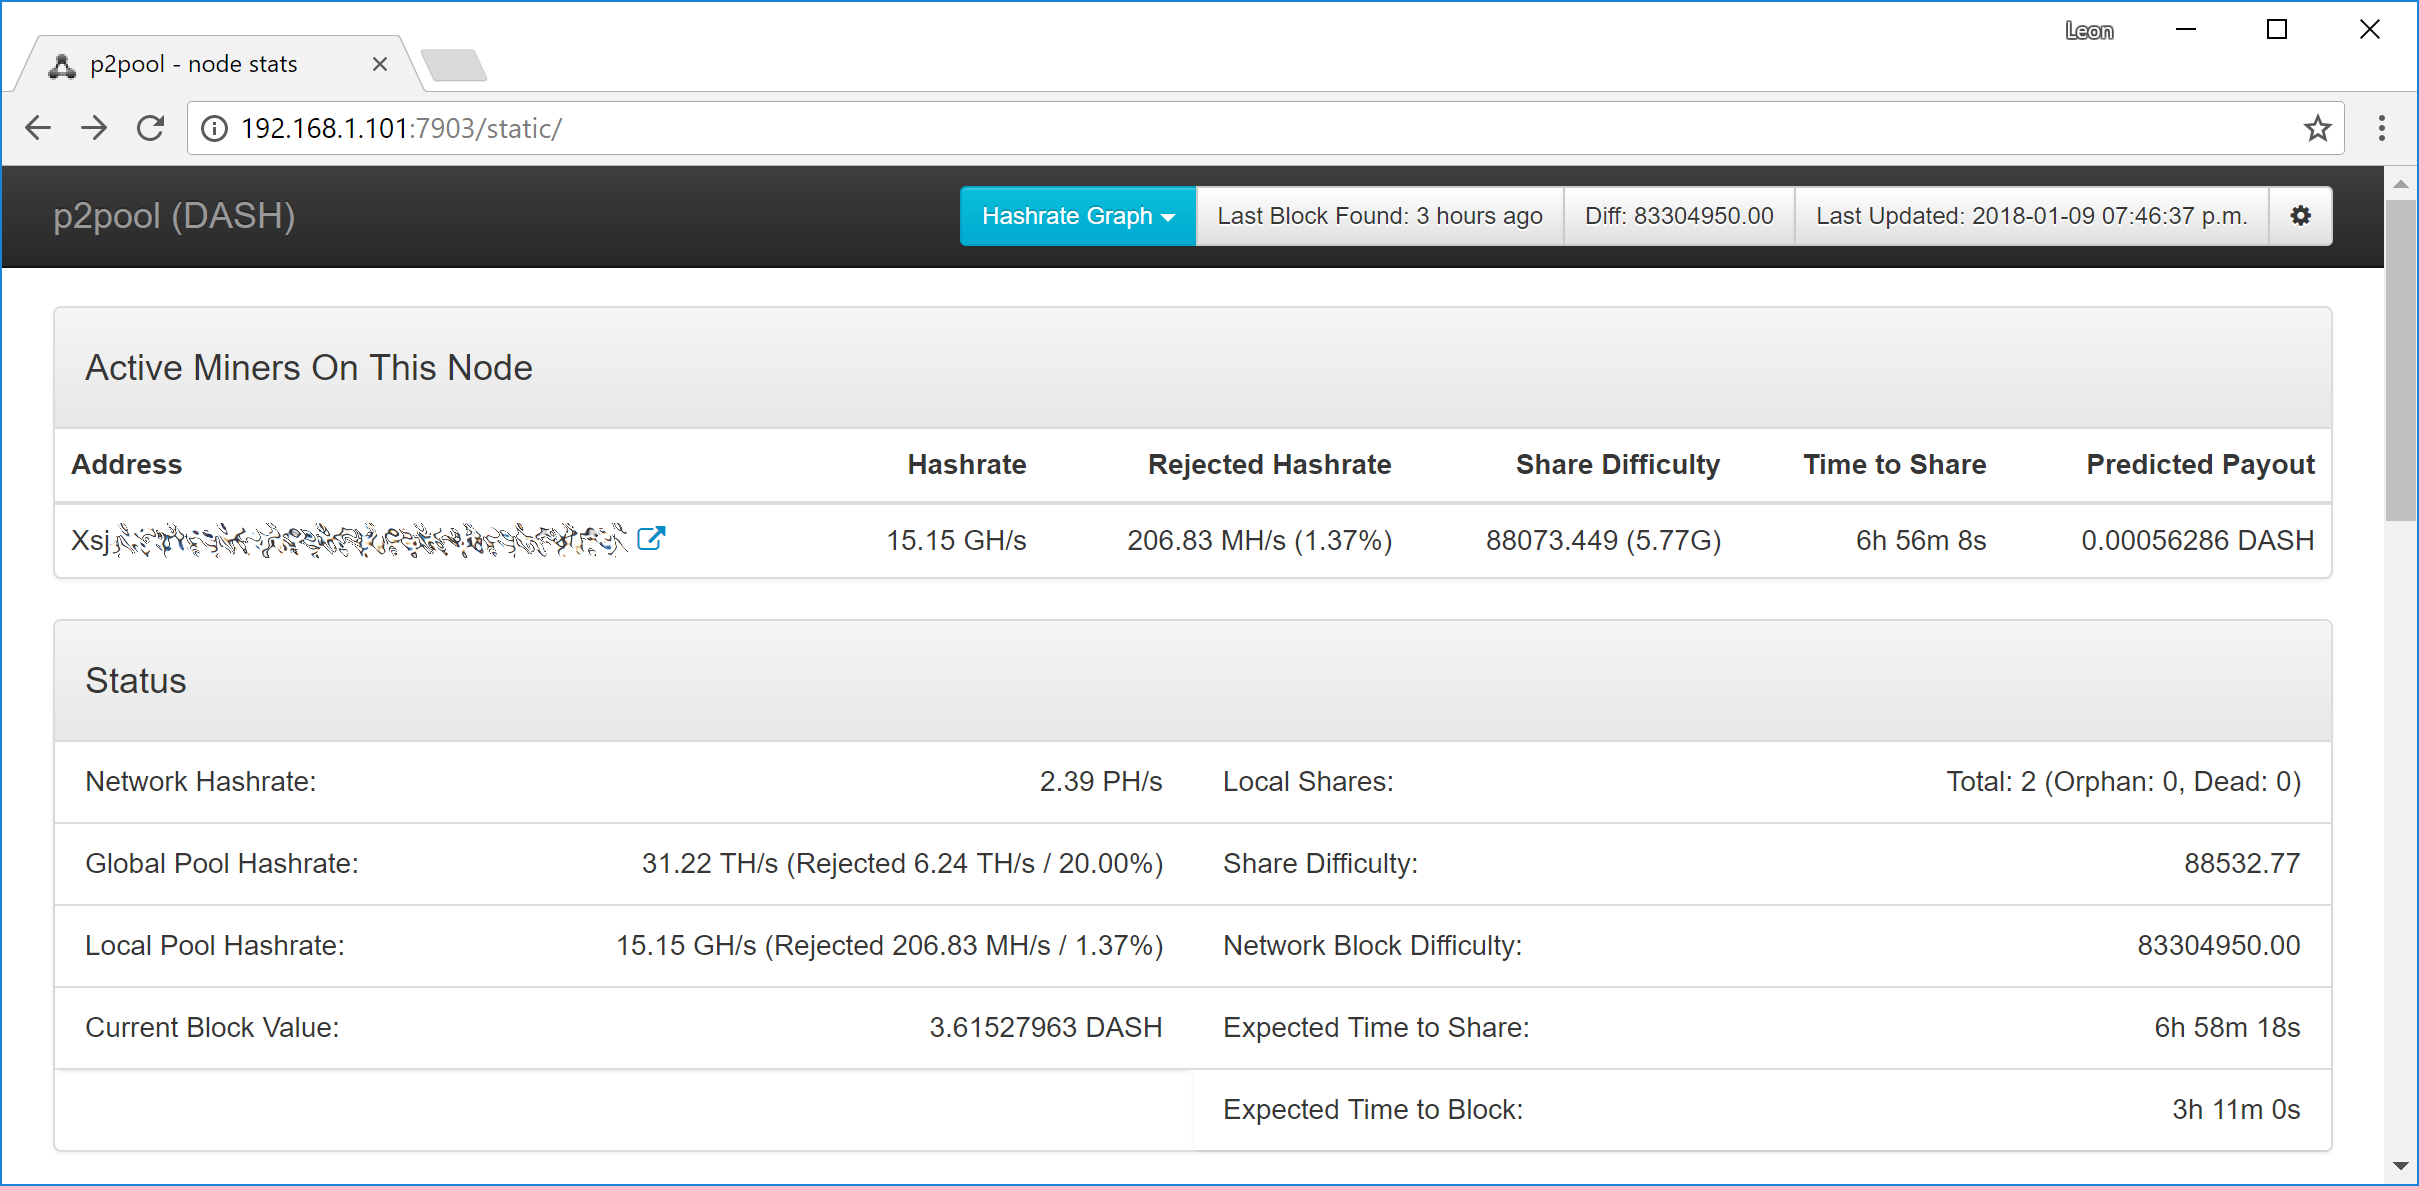 Leon
p2pool - node stats
192.168.1.101:7903/static/
p2pool (DASH) Hashrate Graph Last Block Found: 3 hours ago Diff: 83304950.00 Last Updated: 2018-01-09 07:46:37 p.m.
Active Miners On This Node
Address Hashrate Rejected Hashrate Share Difficulty Time to Share Predicted Payout
Xsj 15.15 GH/s 206.83 MH/s (1.37%) 88073.449 (5.77G) 6h 56m 8s 0.00056286 DASH
Status
Network Hashrate: 2.39 PH/s Local Shares: Total: 2 (Orphan: 0, Dead: 0)
Global Pool Hashrate: 31.22 TH/s (Rejected 6.24 TH/s / 20.00%) Share Difficulty: 88532.77
Local Pool Hashrate: 15.15 GH/s (Rejected 206.83 MH/s / 1.37%) Network Block Difficulty: 83304950.00
Current Block Value: 3.61527963 DASH Expected Time to Share: 6h 58m 18s
Expected Time to Block: 3h 11m 0s